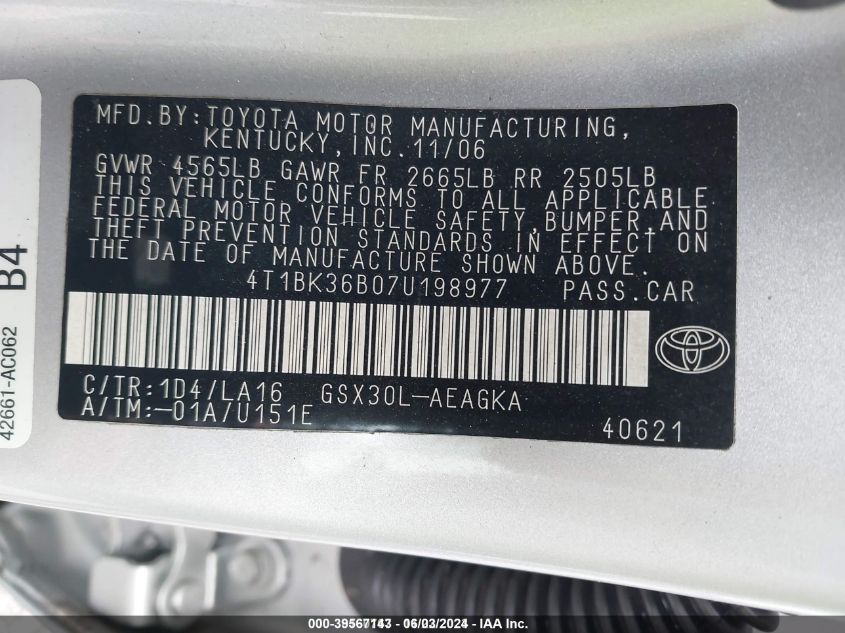 MFD.BY:TOYOTA MOTOR MANUFACTURING,
KENTUCKY,INC.11/06
GVWR 4565LB GAWR FR 2665LB RR 2505LB
THIS VEHICLE CONFORMS TO ALL APPLICABLE
FEDERAL MOTOR VEHICLE SAFETY,BUMPER,AND
THEFT PREVENTION STANDARDS IN EFFECT ON
THE DATE OF MANUFACTURE SHOWN ABOVE.
4T1BK36B07U198977 PASS.CAR
C/TR:1D4/LA16 GSX30L-AEAGKA
A/TM:-01A/U151E
40621
42661-AC062
B4
000-39567143 - 06/03/2024 - IAA Inc.